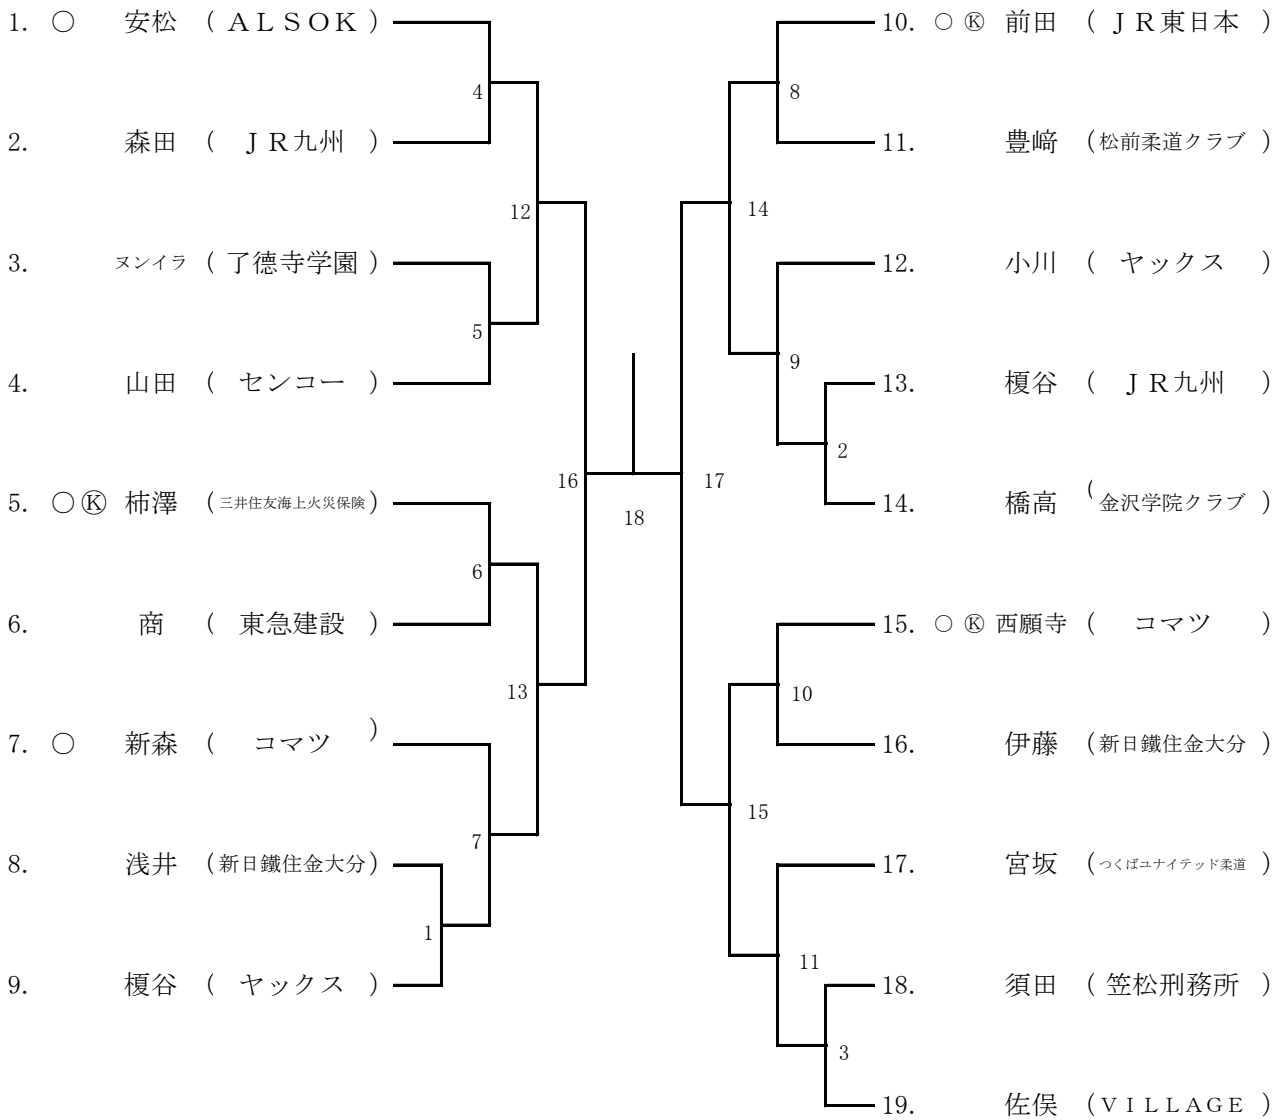 1. ○ 安松 ( ＡＬＳＯＫ )
4
2. 森田 ( ＪＲ九州 )
12
3. ヌンイラ ( 了德寺学園 )
5
4. 山田 ( センコー )
16
5. ○ Ⓚ 柿澤 ( 三井住友海上火災保険 )
6
6. 商 ( 東急建設 )
13
7. ○ 新森 ( コマツ )
7
8. 浅井 ( 新日鐵住金大分 )
1
9. 榎谷 ( ヤックス )
18
10. ○ Ⓚ 前田 ( ＪＲ東日本 )
8
11. 豊﨑 ( 松前柔道クラブ )
14
12. 小川 ( ヤックス )
9
13. 榎谷 ( ＪＲ九州 )
2
14. 橋高 ( 金沢学院クラブ )
17
15. ○ Ⓚ 西願寺 ( コマツ )
10
16. 伊藤 ( 新日鐵住金大分 )
15
17. 宮坂 ( つくばユナイテッド柔道 )
11
18. 須田 ( 笠松刑務所 )
3
19. 佐俣 ( ＶＩＬＬＡＧＥ )